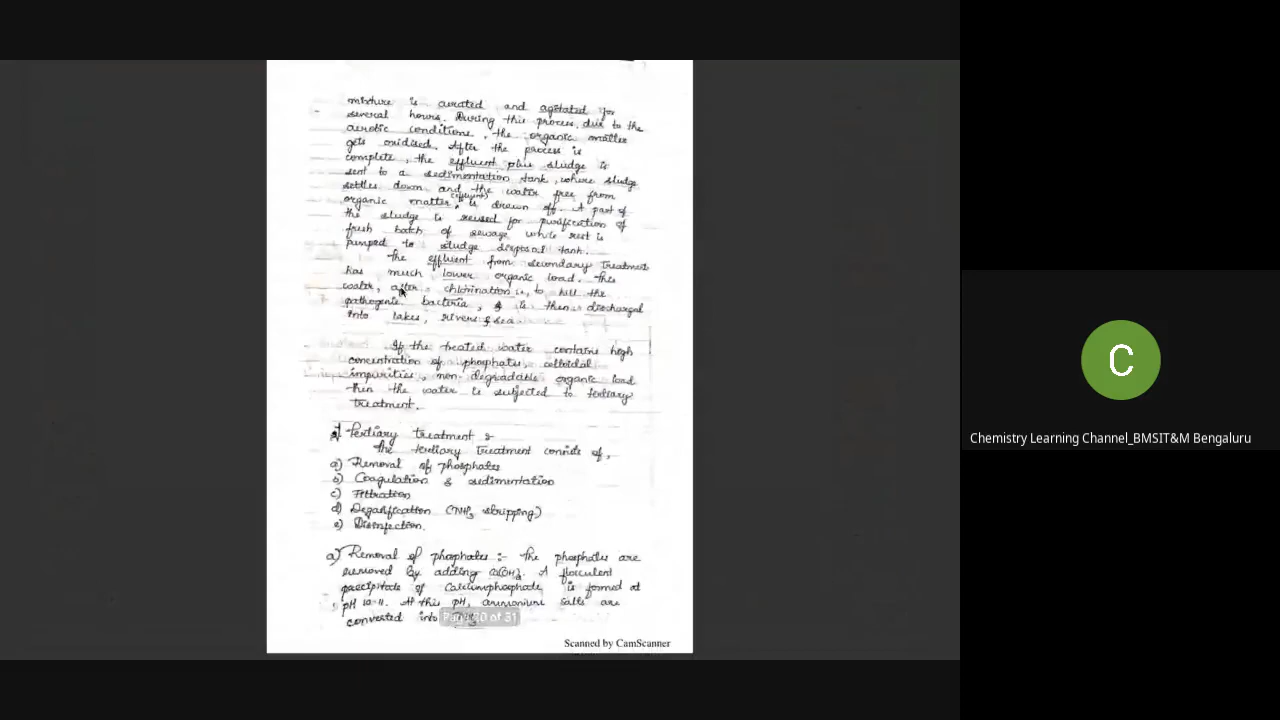 mixture is aerated and agitated for
several hours. During this process, due to the
aerobic conditions, the organic matter
gets oxidised. After the process is
complete, the effluent plus sludge is
sent to a sedimentation tank, where sludge
settles down and the water free from
organic matter (effluent) is drawn off. A part of
the sludge is reused for purification of
fresh batch of sewage while rest is
pumped to sludge disposal tank.
The effluent from secondary treatment
has much lower organic load. This
water, after chlorination i.e, to kill the
pathogenic bacteria, is then discharged
into lakes, rivers & sea.
If the treated water contains high
concentration of phosphates, colloidal
impurities, non-degradable organic load
then the water is subjected to tertiary
treatment.
Tertiary treatment :-
The tertiary treatment consists of,
a) Removal of phosphates
b) Coagulation & sedimentation
c) Filtration
d) Degasification (NH3 stripping)
e) Disinfection.
a) Removal of phosphates :- The phosphates are
removed by adding Ca(OH)2. A flocculent
precipitate of Calciumphosphate is formed at
pH 10-11. At this pH, ammonium salts are
converted into
Page 20 of 31
Scanned by CamScanner
C
Chemistry Learning Channel_BMSIT&M Bengaluru